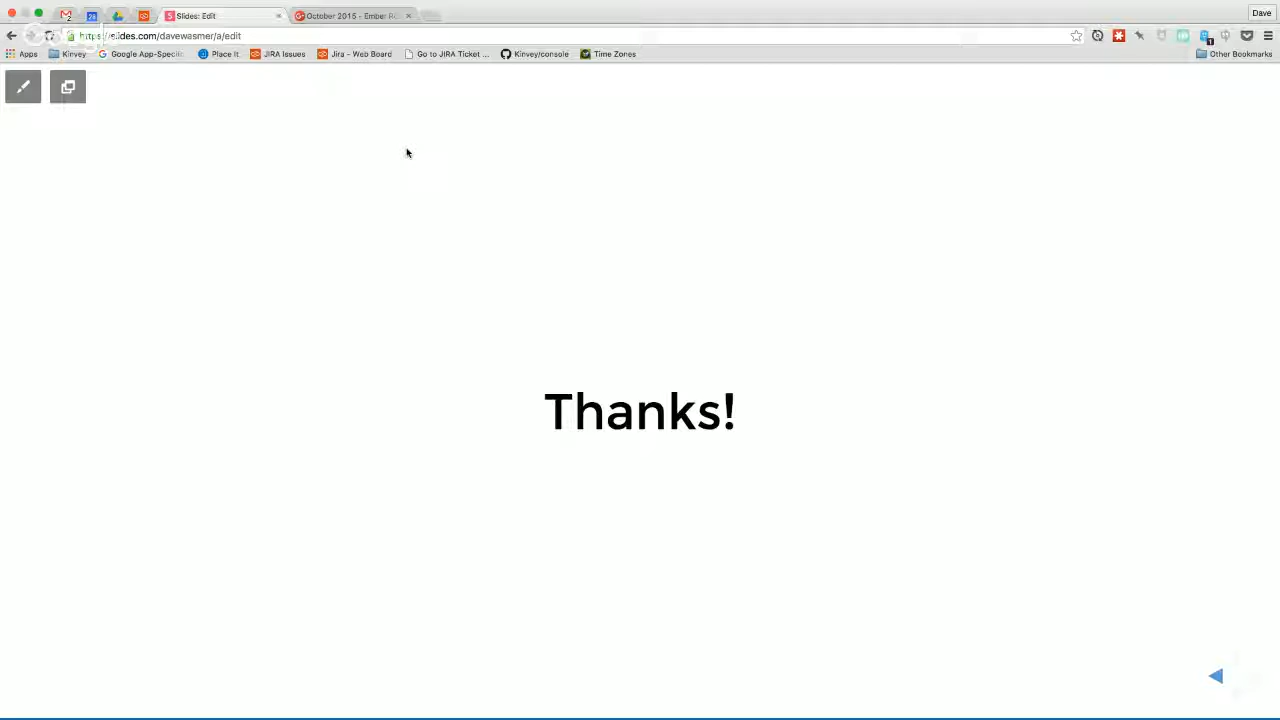 Slides: Edit
October 2015 - Ember R
Dave
https://slides.com/davewasmer/a/edit
Apps
Kinvey
Google App-Specifi
Place It
JIRA Issues
Jira - Web Board
Go to JIRA Ticket ...
Kinvey/console
Time Zones
Other Bookmarks
Thanks!